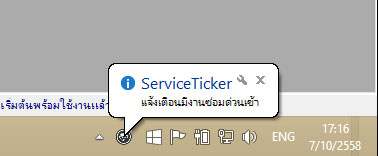 ServiceTicker
แจ้งเตือนมีงานซ่อมด่วนเข้า
เริ่มต้นพร้อมใช้งานแล้ว
ENG
17:16
7/10/2558